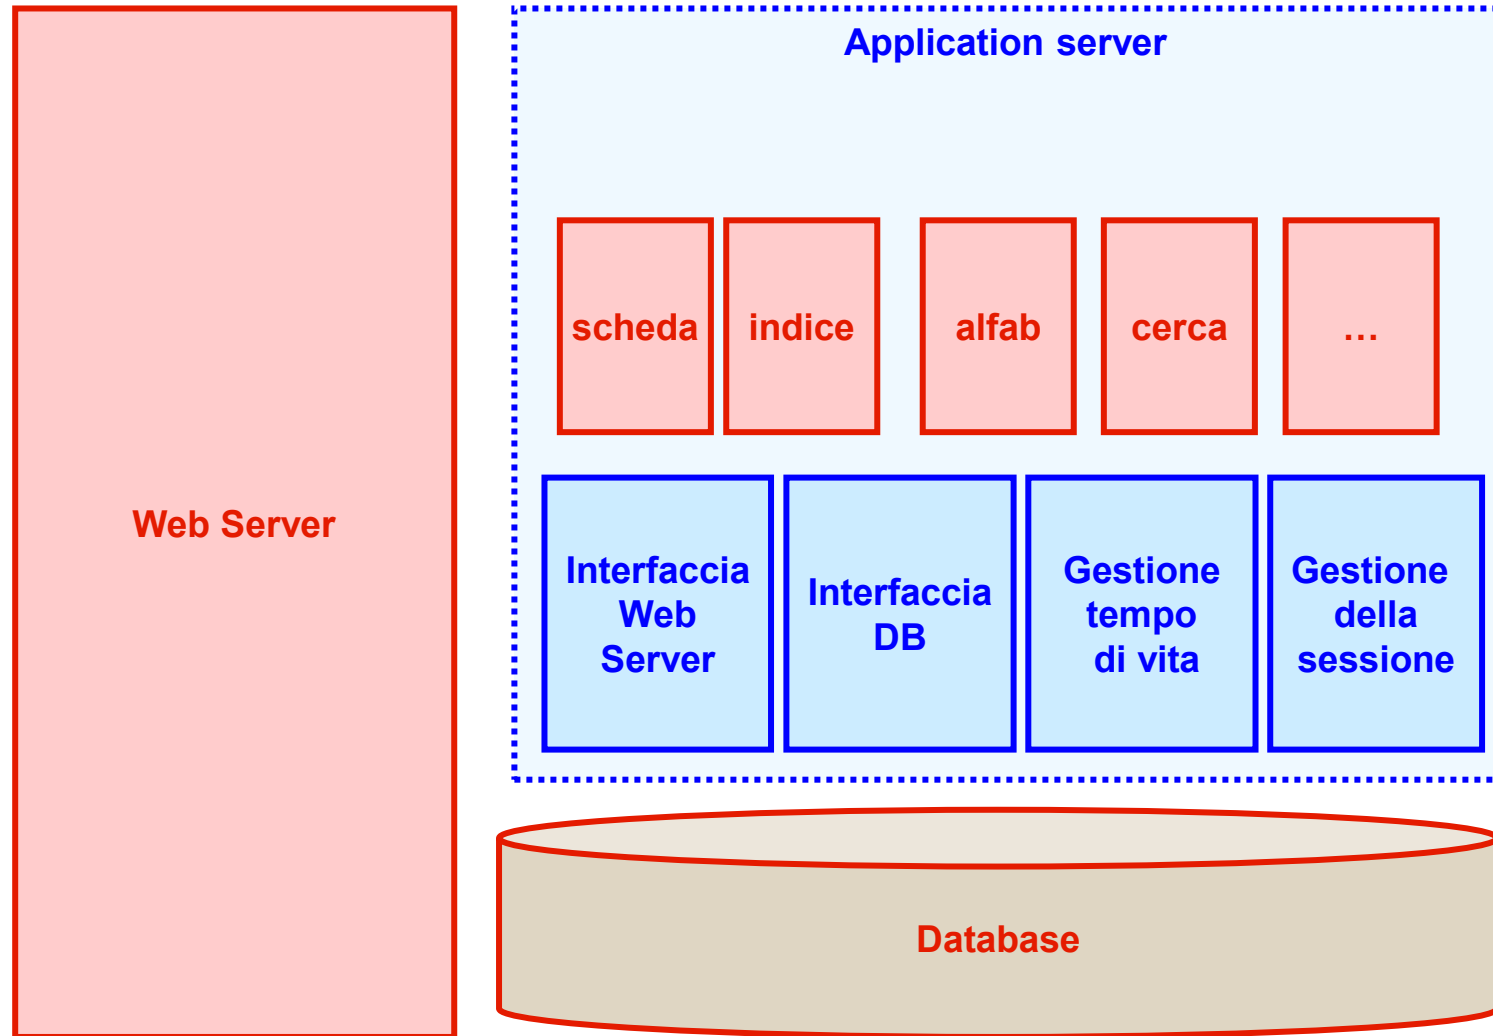 Application server
scheda
indice
alfab
cerca
…
Web Server
Interfaccia
Web
Server
Interfaccia
DB
Gestione
tempo
di vita
Gestione
della
sessione
Database